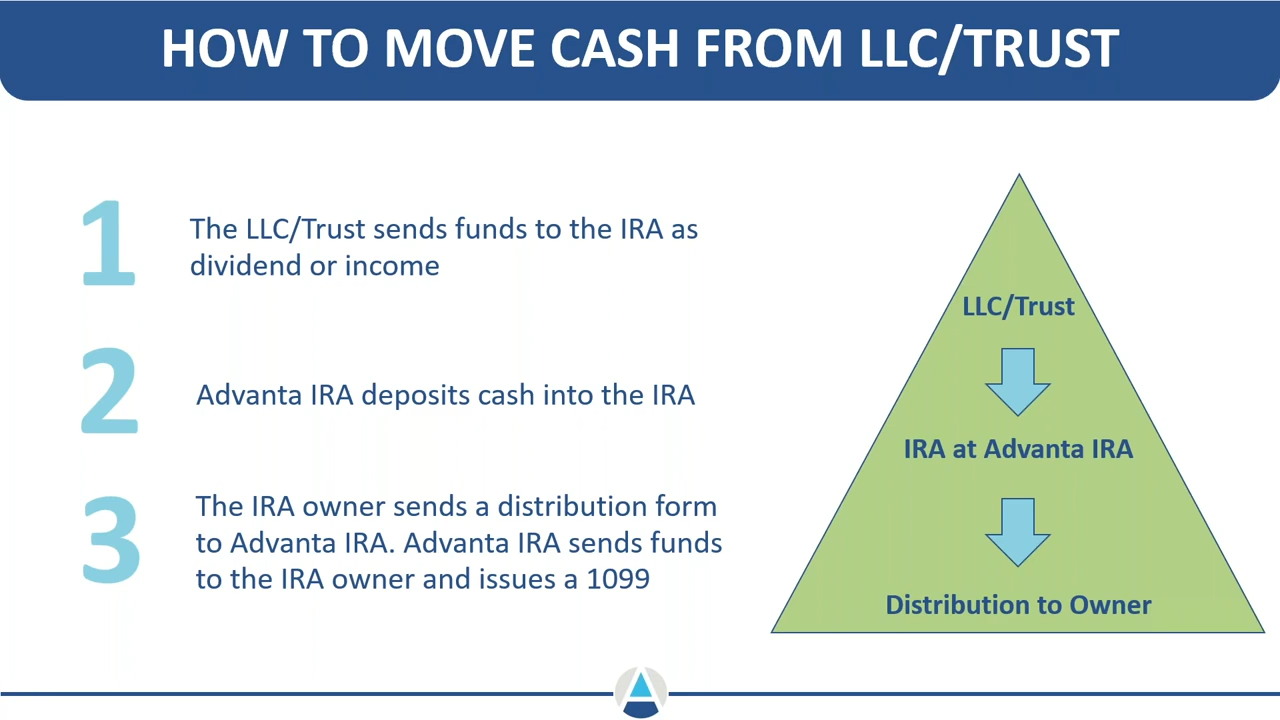 HOW TO MOVE CASH FROM LLC/TRUST
1
The LLC/Trust sends funds to the IRA as
dividend or income
2
Advanta IRA deposits cash into the IRA
3
The IRA owner sends a distribution form
to Advanta IRA. Advanta IRA sends funds
to the IRA owner and issues a 1099
LLC/Trust
IRA at Advanta IRA
Distribution to Owner